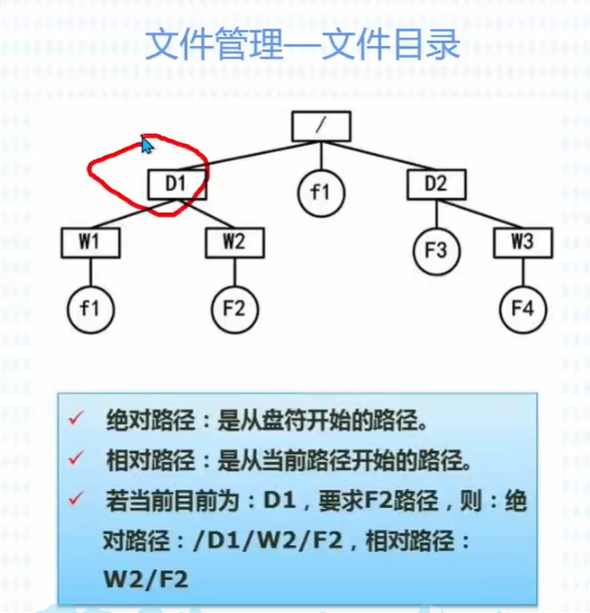 文件管理—文件目录
/
D1
f1
D2
W1
W2
F3
W3
f1
F2
F4
✓ 绝对路径：是从盘符开始的路径。
✓ 相对路径：是从当前路径开始的路径。
✓ 若当前目前为：D1，要求F2路径，则：绝
对路径：/D1/W2/F2，相对路径：
W2/F2